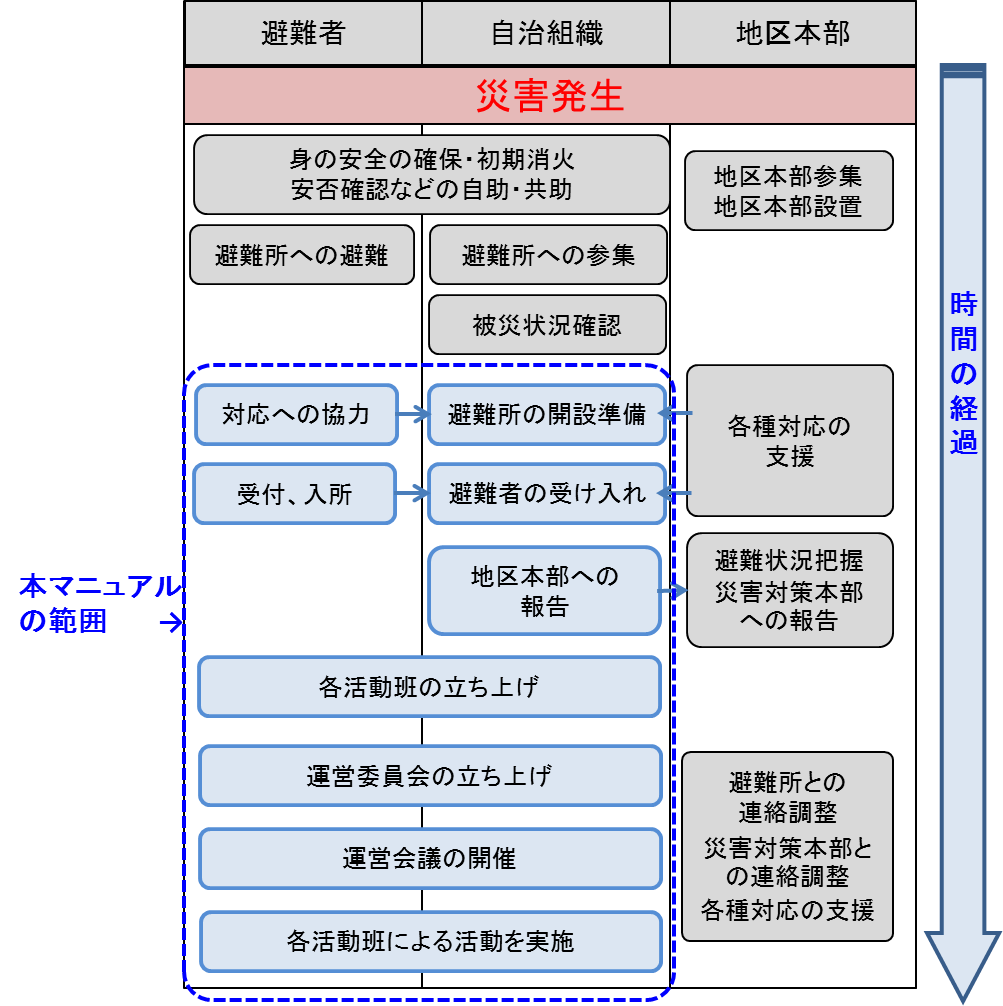 避難者
自治組織
地区本部
災害発生
身の安全の確保・初期消火
安否確認などの自助・共助
地区本部参集
地区本部設置
避難所への避難
避難所への参集
被災状況確認
対応への協力
避難所の開設準備
各種対応の
支援
受付、入所
避難者の受け入れ
地区本部への
報告
避難状況把握
災害対策本部
への報告
本マニュアル
の範囲 →
各活動班の立ち上げ
運営委員会の立ち上げ
運営会議の開催
各活動班による活動を実施
避難所との
連絡調整
災害対策本部と
の連絡調整
各種対応の支援
時間の経過